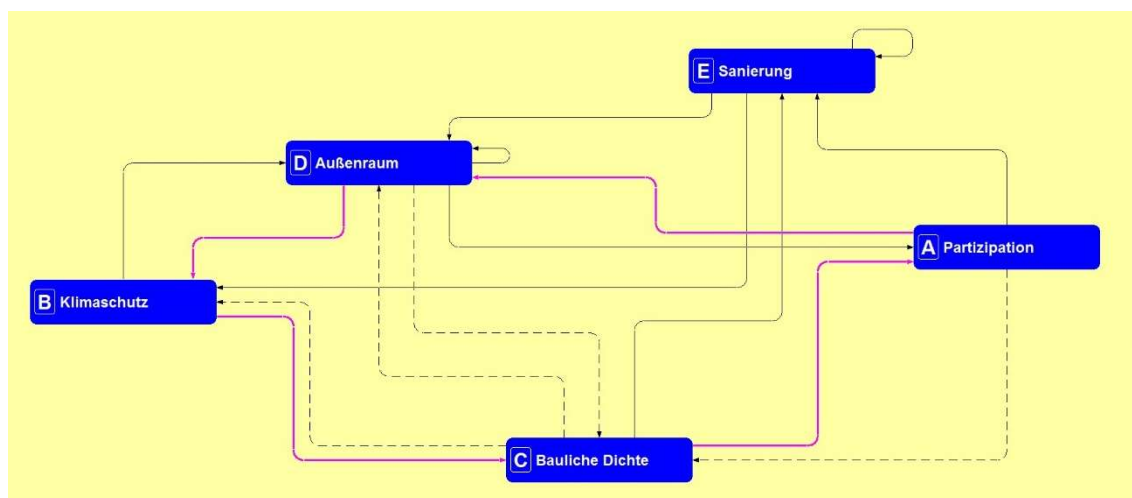 E Sanierung
D Außenraum
A Partizipation
B Klimaschutz
C Bauliche Dichte